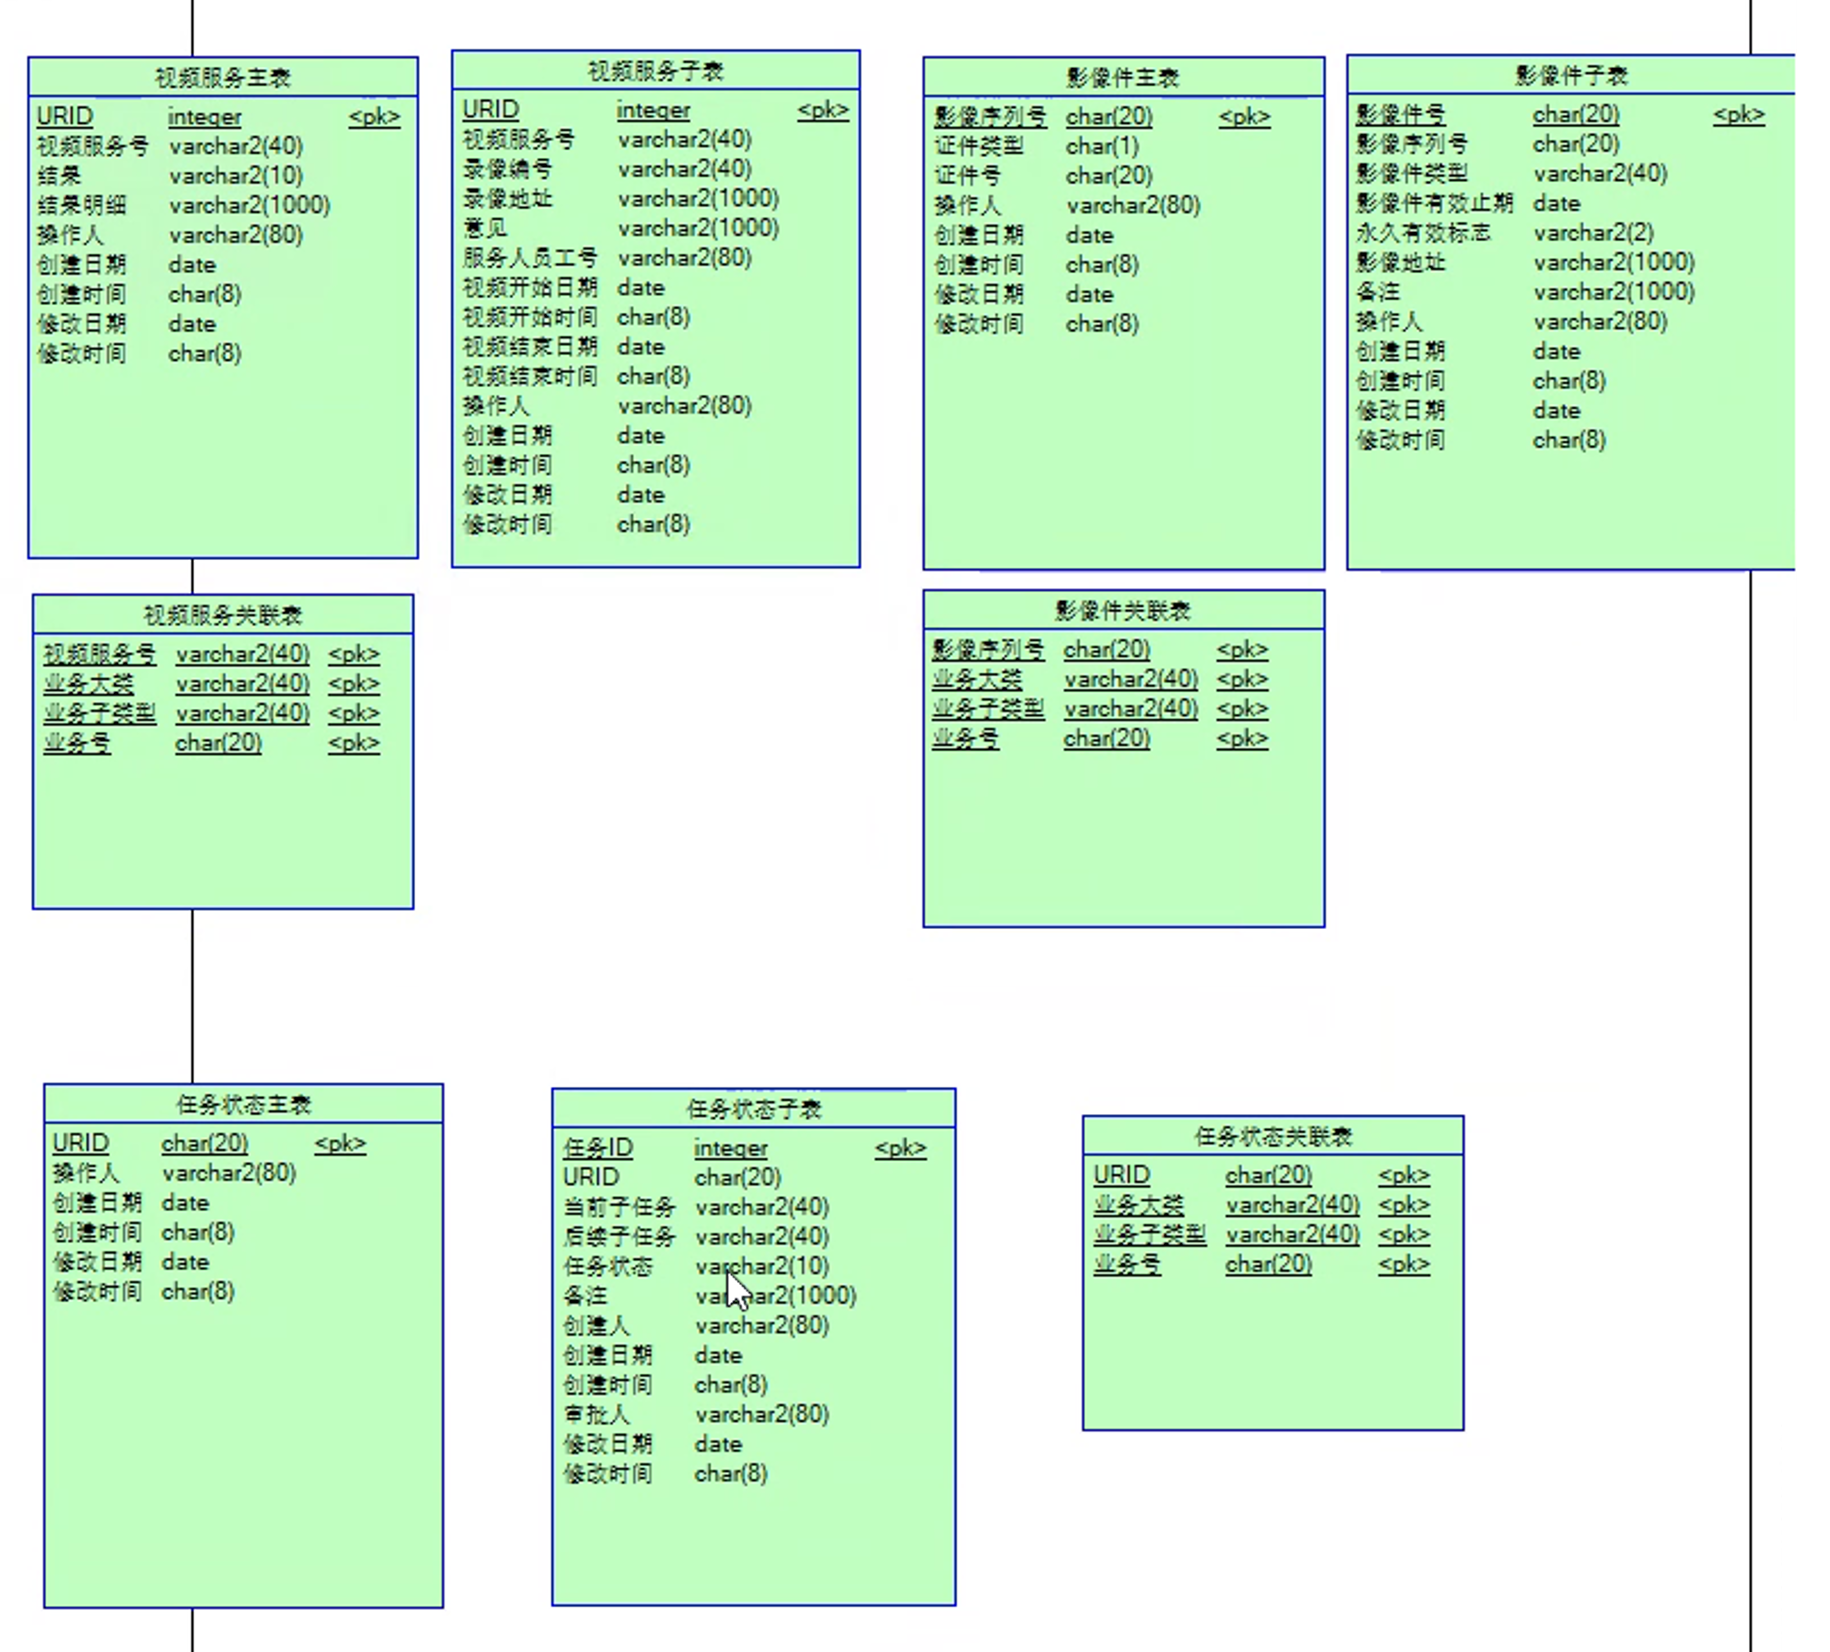 视频服务主表
URID integer <pk>
视频服务号 varchar2(40)
结果 varchar2(10)
结果明细 varchar2(1000)
操作人 varchar2(80)
创建日期 date
创建时间 char(8)
修改日期 date
修改时间 char(8)
视频服务子表
URID integer <pk>
视频服务号 varchar2(40)
录像编号 varchar2(40)
录像地址 varchar2(1000)
意见 varchar2(1000)
服务人员工号 varchar2(80)
视频开始日期 date
视频开始时间 char(8)
视频结束日期 date
视频结束时间 char(8)
操作人 varchar2(80)
创建日期 date
创建时间 char(8)
修改日期 date
修改时间 char(8)
影像件主表
影像序列号 char(20) <pk>
证件类型 char(1)
证件号 char(20)
操作人 varchar2(80)
创建日期 date
创建时间 char(8)
修改日期 date
修改时间 char(8)
影像件子表
影像件号 char(20) <pk>
影像序列号 char(20)
影像件类型 varchar2(40)
影像件有效止期 date
永久有效标志 varchar2(2)
影像地址 varchar2(1000)
备注 varchar2(1000)
操作人 varchar2(80)
创建日期 date
创建时间 char(8)
修改日期 date
修改时间 char(8)
视频服务关联表
视频服务号 varchar2(40) <pk>
业务大类 varchar2(40) <pk>
业务子类型 varchar2(40) <pk>
业务号 char(20) <pk>
影像件关联表
影像序列号 char(20) <pk>
业务大类 varchar2(40) <pk>
业务子类型 varchar2(40) <pk>
业务号 char(20) <pk>
任务状态主表
URID char(20) <pk>
操作人 varchar2(80)
创建日期 date
创建时间 char(8)
修改日期 date
修改时间 char(8)
任务状态子表
任务ID integer <pk>
URID char(20)
当前子任务 varchar2(40)
后续子任务 varchar2(40)
任务状态 varchar2(10)
备注 varchar2(1000)
创建人 varchar2(80)
创建日期 date
创建时间 char(8)
审批人 varchar2(80)
修改日期 date
修改时间 char(8)
任务状态关联表
URID char(20) <pk>
业务大类 varchar2(40) <pk>
业务子类型 varchar2(40) <pk>
业务号 char(20) <pk>